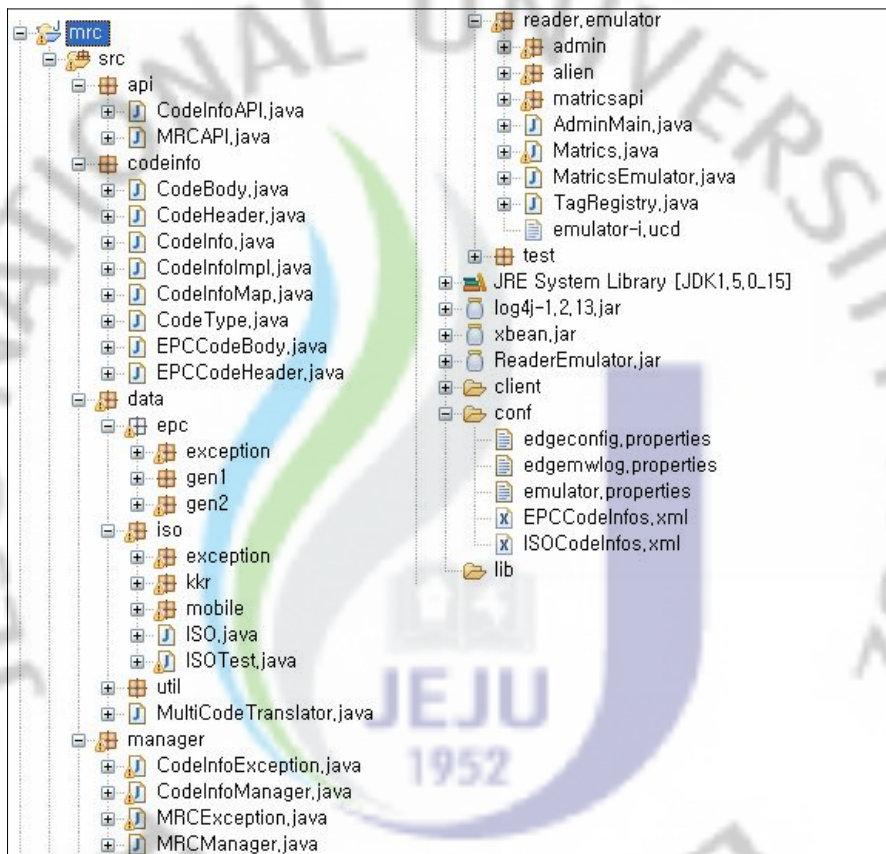 mrc
src
api
CodeInfoAPI.java
MRCAPI.java
codeinfo
CodeBody.java
CodeHeader.java
CodeInfo.java
CodeInfoImpl.java
CodeInfoMap.java
CodeType.java
EPCCodeBody.java
EPCCodeHeader.java
data
epc
exception
gen1
gen2
iso
exception
kkr
mobile
ISO.java
ISOTest.java
util
MultiCodeTranslator.java
manager
CodeInfoException.java
CodeInfoManager.java
MRCException.java
MRCManager.java
reader.emulator
admin
alien
matricsapi
AdminMain.java
Matrics.java
MatricsEmulator.java
TagRegistry.java
emulator-i.ucd
test
JRE System Library [JDK1.5.0_15]
log4j-1.2.13.jar
xbean.jar
ReaderEmulator.jar
client
conf
edgeconfig.properties
edgemwlog.properties
emulator.properties
EPCCodeInfos.xml
ISOCodeInfos.xml
lib
NATIONAL UNIVERSITY
JEJU
1952